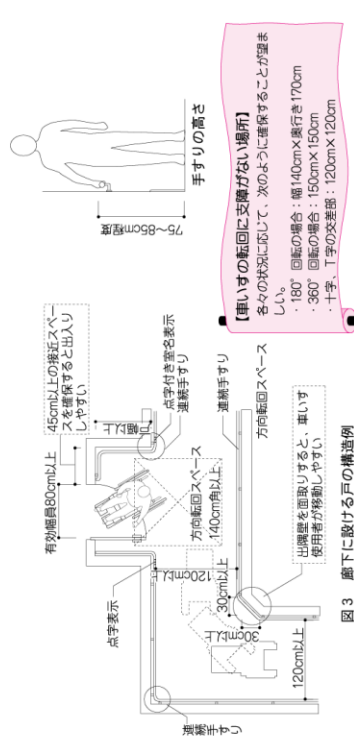 有効幅員80cm以上
45cm以上の接近スペー
スを確保すると出入り
しやすい
点字表示
幅以上
点字付き室名表示
連続手すり
120cm以上
方向転回スペース
140cm角以上
30cm以上
30cm以上
連続手すり
方向転回スペース
連続手すり
120cm以上
出隅壁を面取りすると、車いす
使用者が移動しやすい
図3 廊下に設ける戸の構造例
75～85cm程度
手すりの高さ
【車いすの転回に支障がない場所】
各々の状況に応じて、次のように確保することが望ま
しい。
・180°回転の場合：幅140cm×奥行き170cm
・360°回転の場合：150cm×150cm
・十字、T字の交差部：120cm×120cm